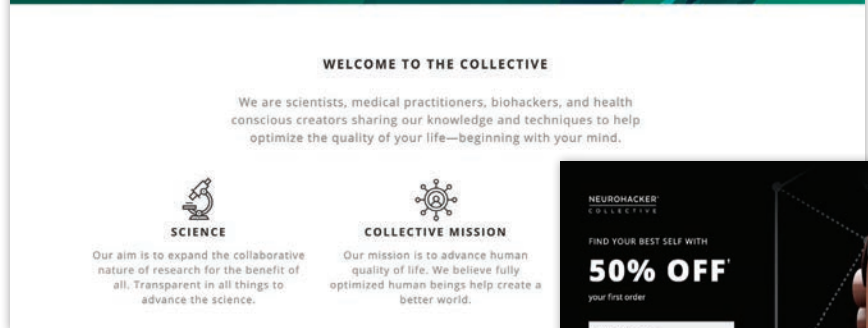 WELCOME TO THE COLLECTIVE
We are scientists, medical practitioners, biohackers, and health
conscious creators sharing our knowledge and techniques to help
optimize the quality of your life—beginning with your mind.
SCIENCE
Our aim is to expand the collaborative
nature of research for the benefit of
all. Transparent in all things to
advance the science.
COLLECTIVE MISSION
Our mission is to advance human
quality of life. We believe fully
optimized human beings help create a
better world.
NEUROHACKER
COLLECTIVE
FIND YOUR BEST SELF WITH
50% OFF
your first order